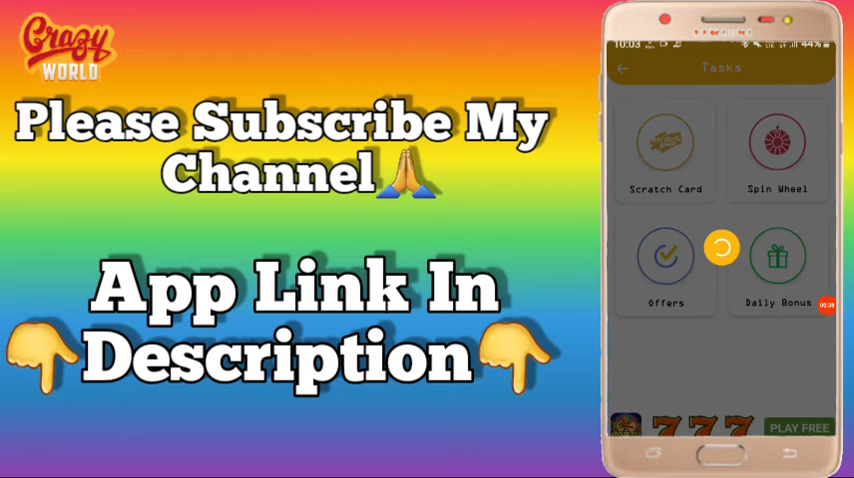 Crazy
WORLD
Please Subscribe My
Channel🙏
App Link In
👇Description👇
10:03
44%
Tasks
Scratch Card
Spin Wheel
Offers
Daily Bonus
777
PLAY FREE